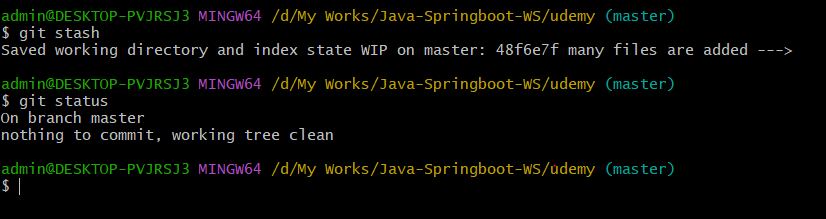 admin@DESKTOP-PVJRSJ3 MINGW64 /d/My Works/Java-Springboot-WS/udemy (master)
$ git stash
Saved working directory and index state WIP on master: 48f6e7f many files are added --->
admin@DESKTOP-PVJRSJ3 MINGW64 /d/My Works/Java-Springboot-WS/udemy (master)
$ git status
On branch master
nothing to commit, working tree clean
admin@DESKTOP-PVJRSJ3 MINGW64 /d/My Works/Java-Springboot-WS/udemy (master)
$